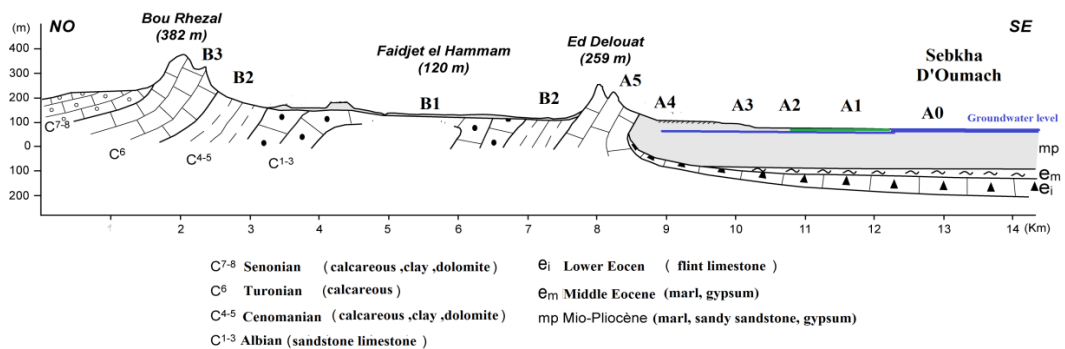 (m)
NO
Bou Rhezal
(382 m)
B3
B2
Faidjet el Hammam
(120 m)
B1
B2
Ed Delouat
(259 m)
A5
A4
A3
A2
A1
A0
SE
Sebkha
D'Oumach
Groundwater level
400
300
200
100
0
100
200
C7-8
C6
C4-5
C1-3
mp
em
ei
1 2 3 4 5 6 7 8 9 10 11 12 13 14 (Km)
C7-8 Senonian (calcareous ,clay ,dolomite)
C6 Turonian (calcareous)
C4-5 Cenomanian (calcareous ,clay ,dolomite)
C1-3 Albian (sandstone limestone)
ei Lower Eocen ( flint limestone )
em Middle Eocene (marl, gypsum)
mp Mio-Pliocène (marl, sandy sandstone, gypsum)